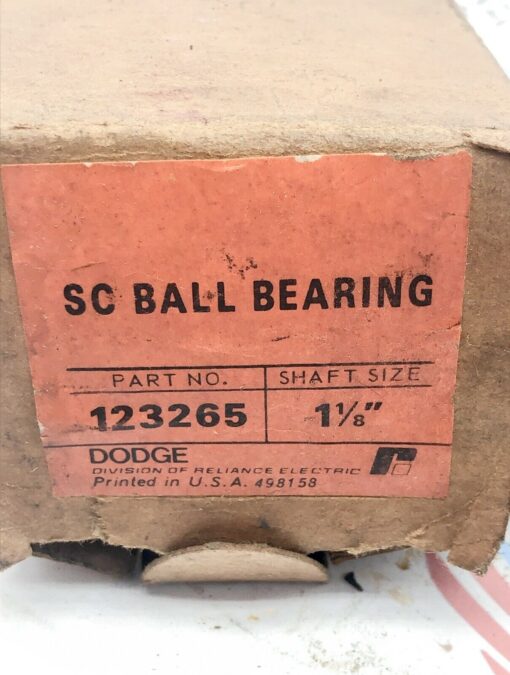 SC BALL BEARING
PART NO. SHAFT SIZE
123265 1⅛"
DODGE
DIVISION OF RELIANCE ELECTRIC
Printed in U.S.A. 498158